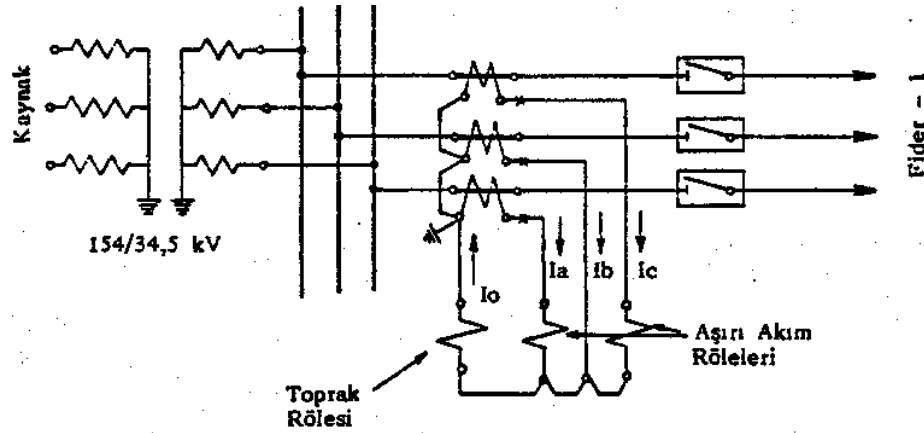 Kaynak
154/34,5 kV
Fider - 1
Io
Ia
Ib
Ic
Aşırı Akım
Röleleri
Toprak
Rölesi